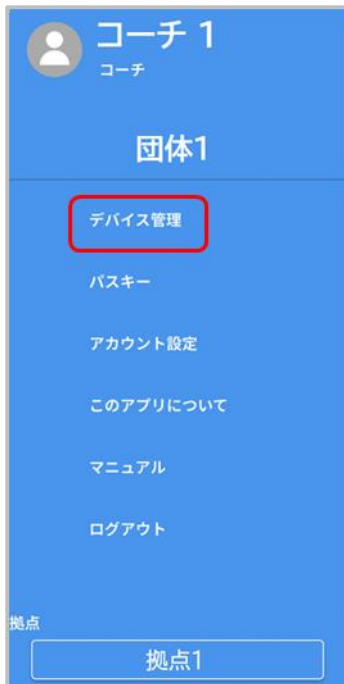 コーチ 1
コーチ
団体1
デバイス管理
パスキー
アカウント設定
このアプリについて
マニュアル
ログアウト
拠点
拠点1